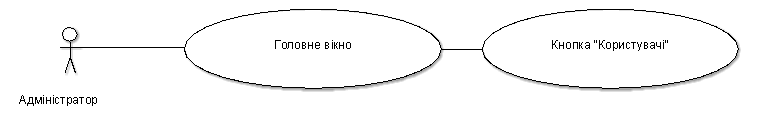 Головне вікно
Кнопка "Користувачі"
Адміністратор